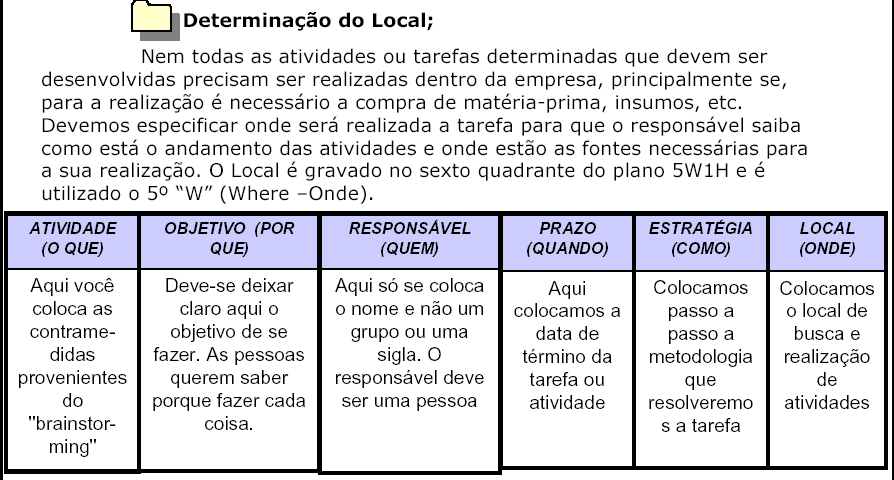 Determinação do Local;
Nem todas as atividades ou tarefas determinadas que devem ser
desenvolvidas precisam ser realizadas dentro da empresa, principalmente se,
para a realização é necessário a compra de matéria-prima, insumos, etc.
Devemos especificar onde será realizada a tarefa para que o responsável saiba
como está o andamento das atividades e onde estão as fontes necessárias para
a sua realização. O Local é gravado no sexto quadrante do plano 5W1H e é
utilizado o 5º “W” (Where –Onde).
ATIVIDADE
(O QUE)
OBJETIVO (POR
QUE)
RESPONSÁVEL
(QUEM)
PRAZO
(QUANDO)
ESTRATÉGIA
(COMO)
LOCAL
(ONDE)
Aqui você
coloca as
contrame-
didas
provenientes
do
"brainstor-
ming"
Deve-se deixar
claro aqui o
objetivo de se
fazer. As pessoas
querem saber
porque fazer cada
coisa.
Aqui só se coloca
o nome e não um
grupo ou uma
sigla. O
responsável deve
ser uma pessoa
Aqui
colocamos a
data de
término da
tarefa ou
atividade
Colocamos
passo a
passo a
metodologia
que
resolveremo
s a tarefa
Colocamos
o local de
busca e
realização
de
atividades